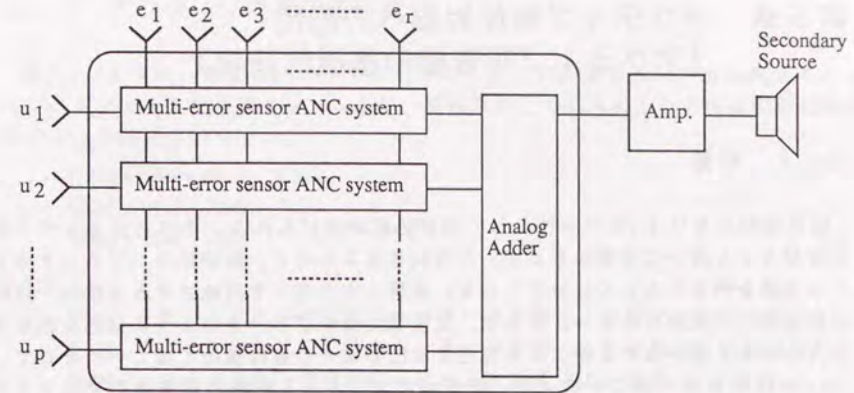 e1 e2 e3 ............ er
Secondary
Source
u1
Multi-error sensor ANC system
Amp.
u2
Multi-error sensor ANC system
Analog
Adder
up
Multi-error sensor ANC system